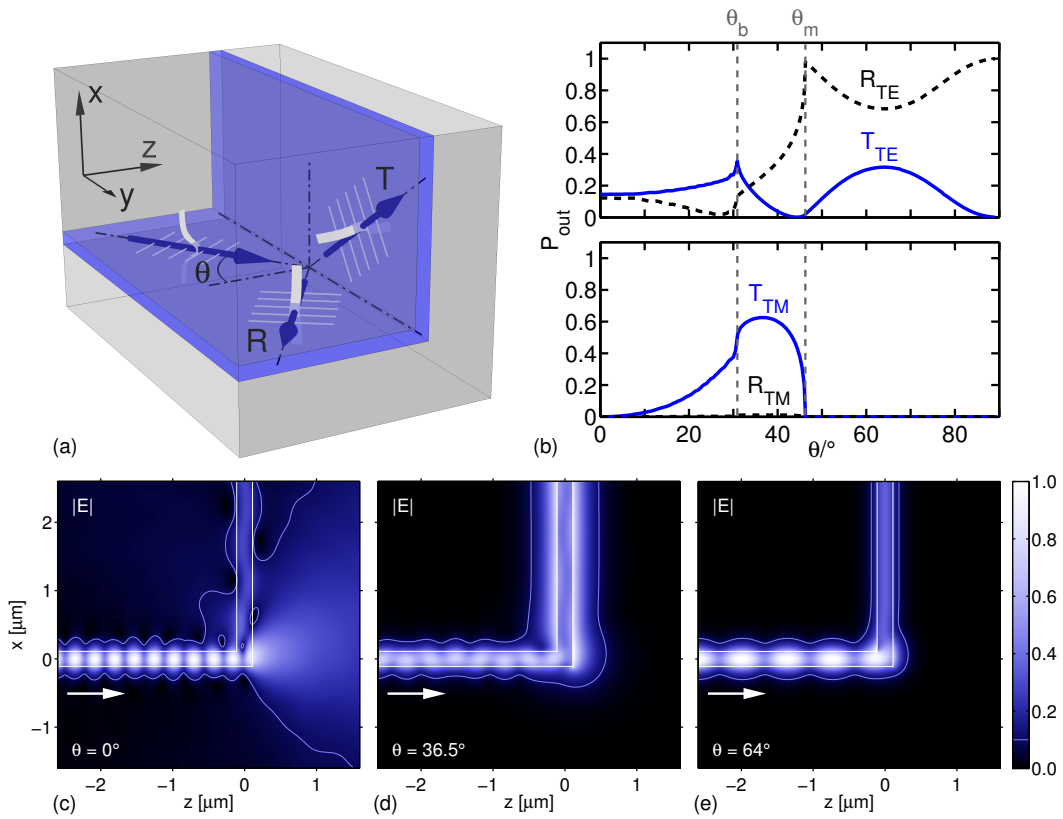 x
z
y
θ
T
R
(a)
θb θm
1
0.8
0.6
0.4
0.2
0
RTE
TTE
Pout
1
0.8
0.6
0.4
0.2
0
TTM
RTM
0 20 40 60 80
θ/°
(b)
|E|
2
1
0
−1
x [µm]
θ = 0°
−2 −1 0 1
z [µm]
(c)
|E|
θ = 36.5°
−2 −1 0 1
z [µm]
(d)
|E|
θ = 64°
−2 −1 0 1
z [µm]
(e)
1.0
0.8
0.6
0.4
0.2
0